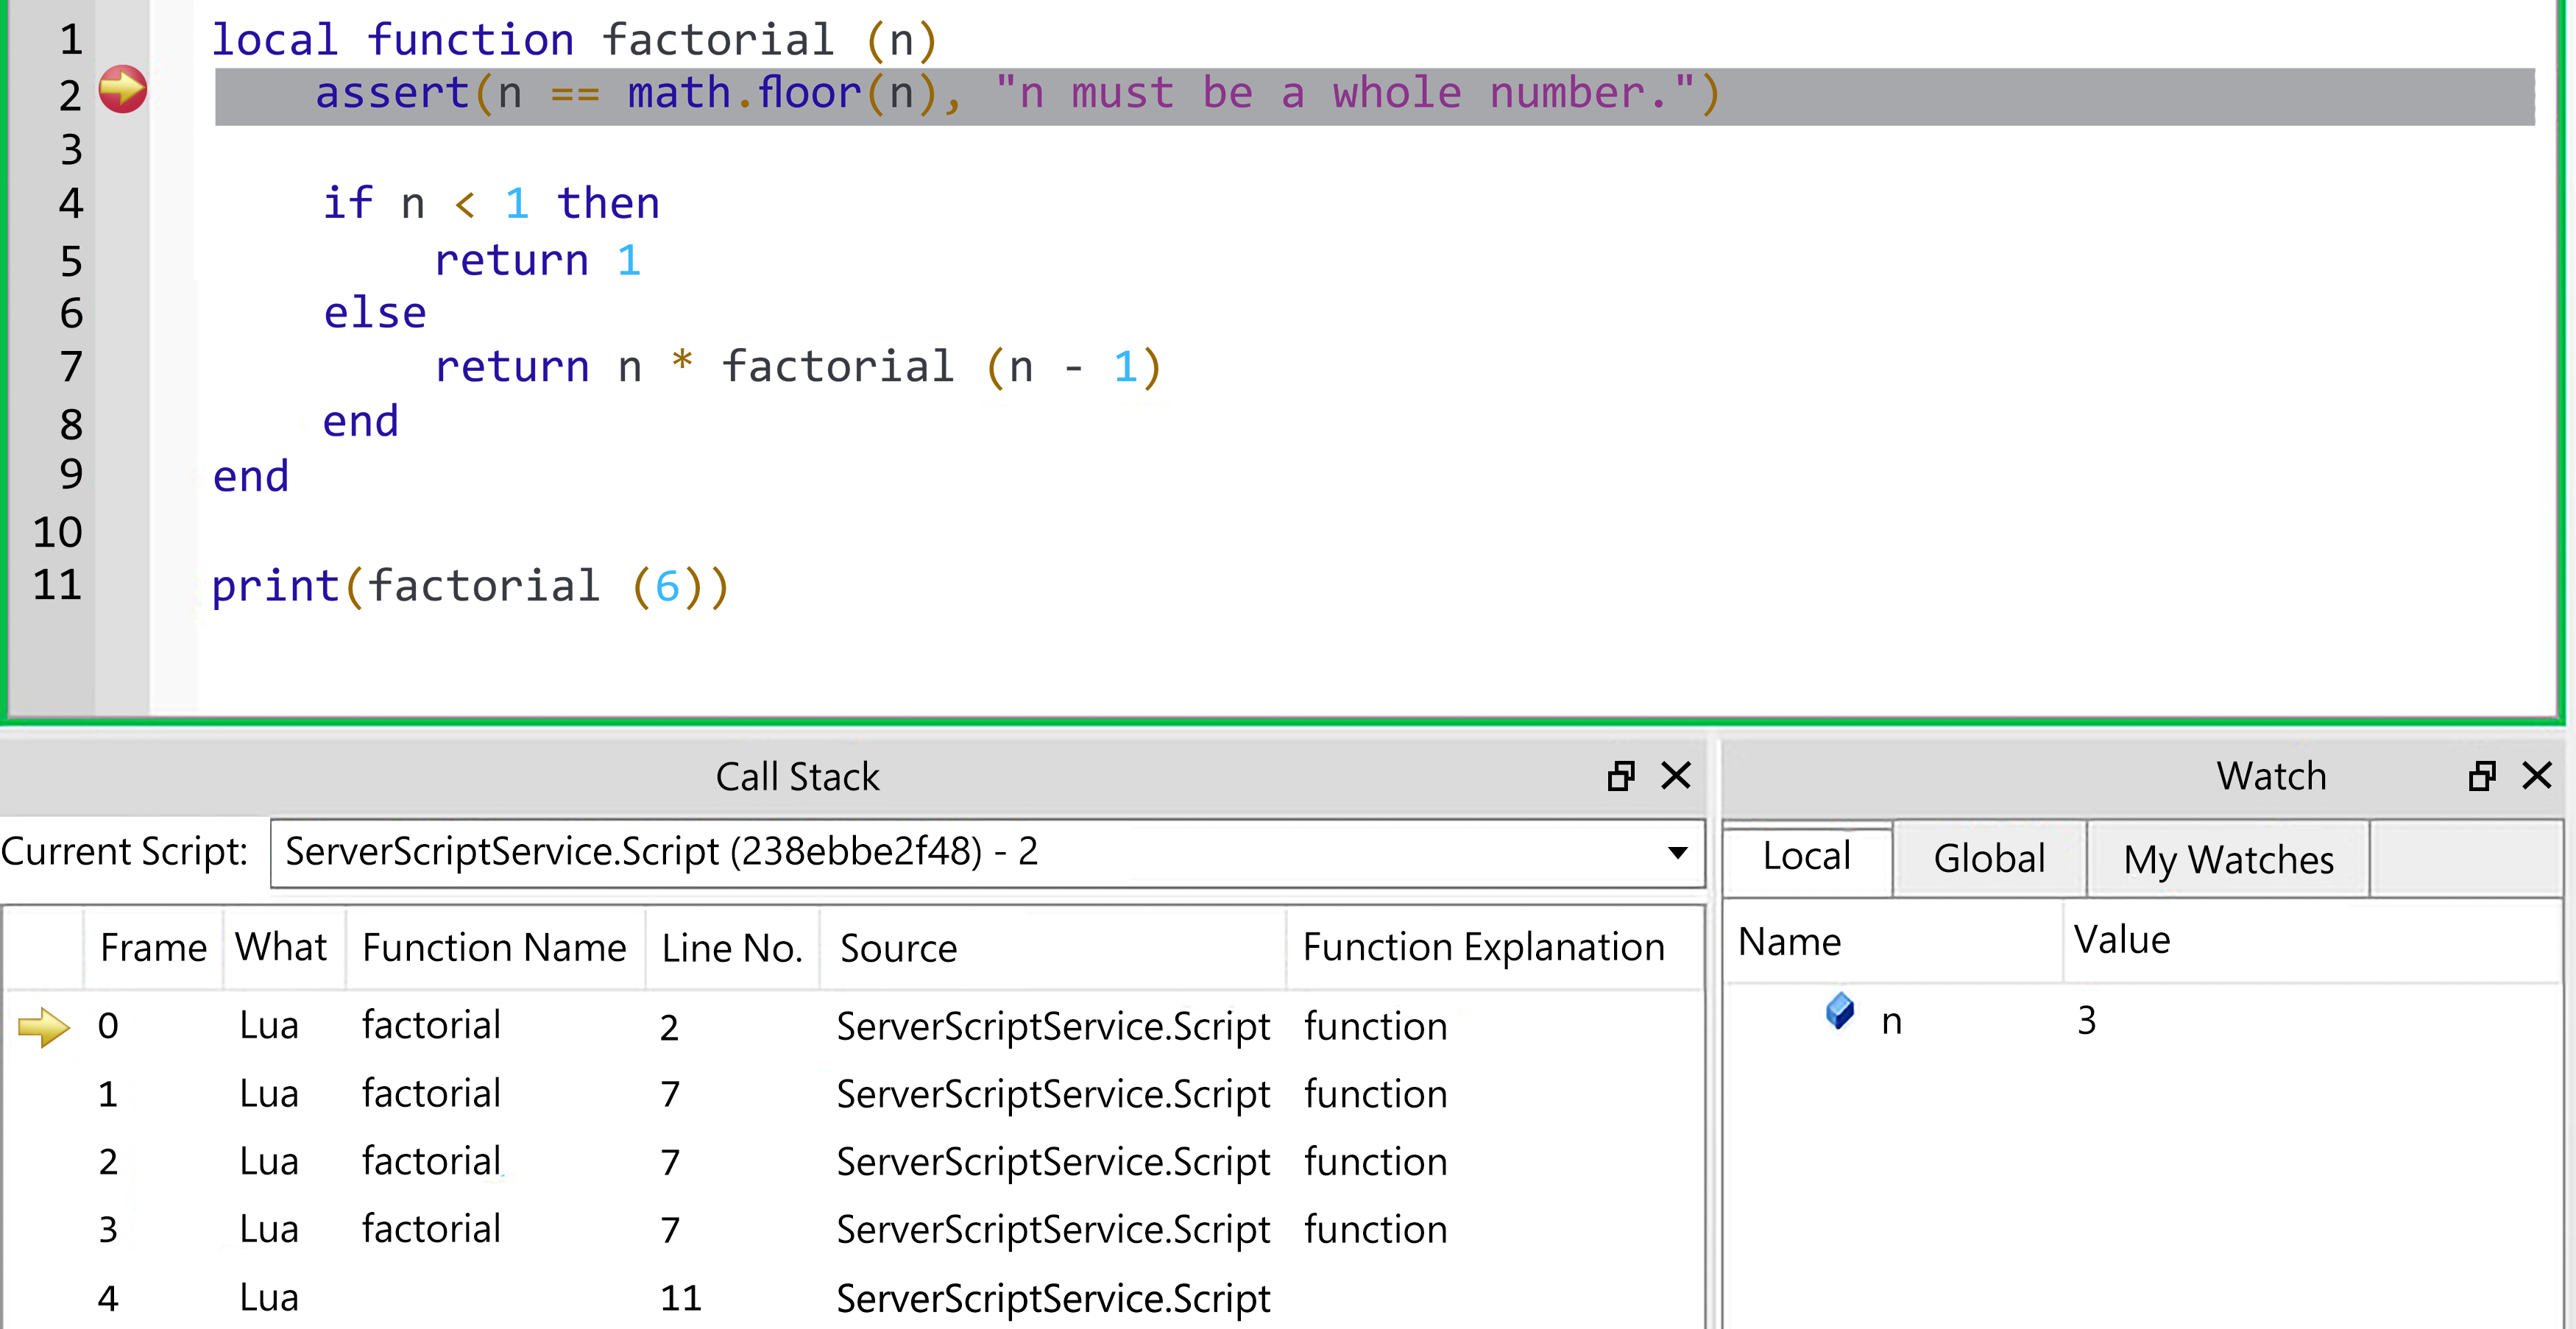 1 local function factorial (n)
2 assert(n == math.floor(n), "n must be a whole number.")
3
4 if n < 1 then
5 return 1
6 else
7 return n * factorial (n - 1)
8 end
9 end
10
11 print(factorial (6))
Call Stack
Current Script: ServerScriptService.Script (238ebbe2f48) - 2
Frame What Function Name Line No. Source Function Explanation
0 Lua factorial 2 ServerScriptService.Script function
1 Lua factorial 7 ServerScriptService.Script function
2 Lua factorial 7 ServerScriptService.Script function
3 Lua factorial 7 ServerScriptService.Script function
4 Lua 11 ServerScriptService.Script
Watch
Local Global My Watches
Name Value
n 3